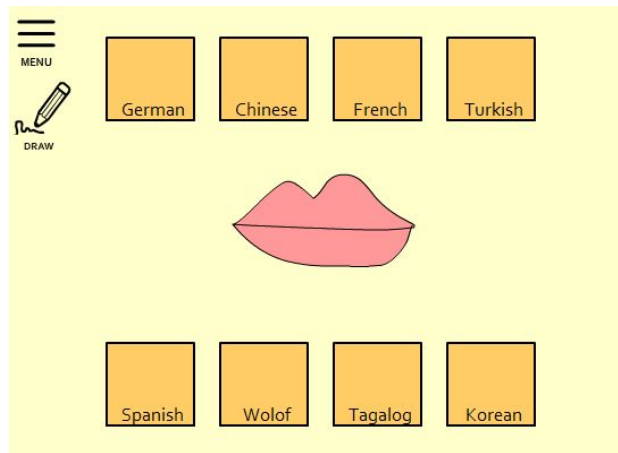 MENU
German Chinese French Turkish
DRAW
Spanish Wolof Tagalog Korean